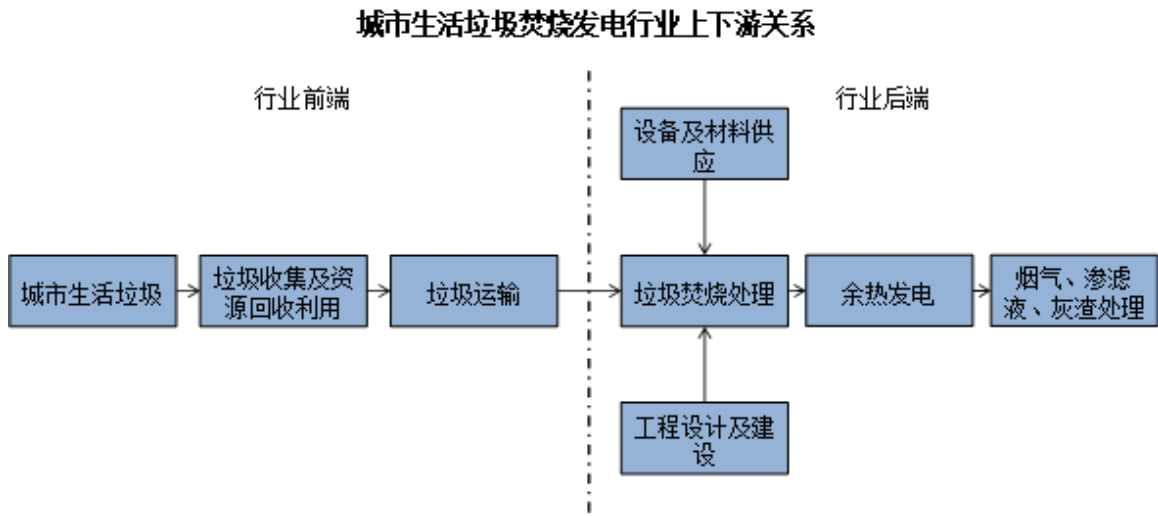 城市生活垃圾焚烧发电行业上下游关系
行业前端
行业后端
设备及材料供
应
城市生活垃圾
垃圾收集及资
源回收利用
垃圾运输
垃圾焚烧处理
余热发电
烟气、渗滤
液、灰渣处理
工程设计及建
设